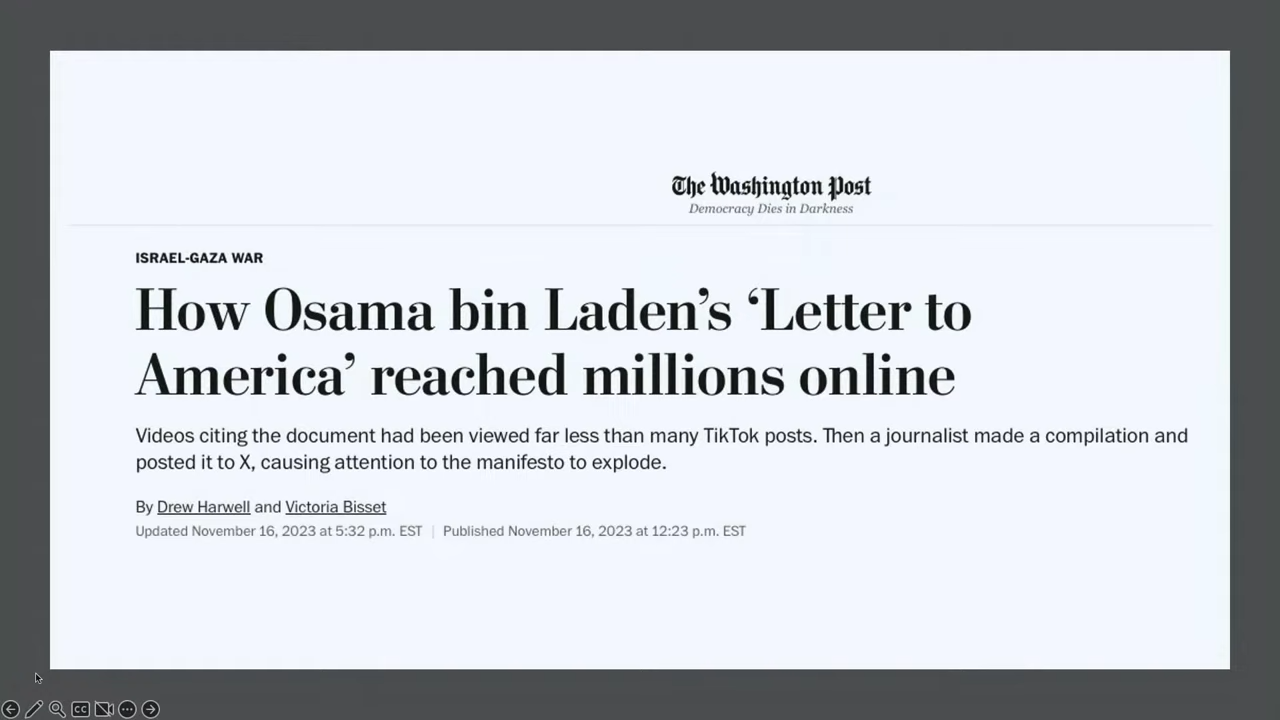 The Washington Post
Democracy Dies in Darkness
ISRAEL-GAZA WAR
How Osama bin Laden’s ‘Letter to
America’ reached millions online
Videos citing the document had been viewed far less than many TikTok posts. Then a journalist made a compilation and
posted it to X, causing attention to the manifesto to explode.
By Drew Harwell and Victoria Bisset
Updated November 16, 2023 at 5:32 p.m. EST | Published November 16, 2023 at 12:23 p.m. EST
CC